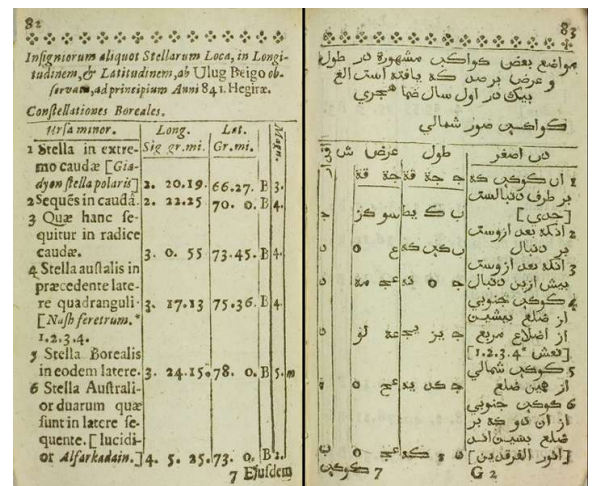 82
Insigniorum aliquot Stellarum Loca, in Longi-
tudinem, & Latitudinem, ab Ulug Beigo ob-
servata, ad principium Anni 841. Hegiræ.
Constellationes Boreales.
Ursa minor. Long. Lat. Magn.
Sig gr. mi. Gr. mi.
1 Stella in extre-
mo caudæ [Gia-
dyon stella polaris] 2. 20.19. 66.27. B 3.
2 Sequēs in caudâ. 2. 22.25 70. 0. B 4.
3 Quæ hanc se-
quitur in radice
caudæ. 3. 0. 55 73.45. B 4.
4 Stella australis in
præcedente late-
re quadranguli. 3. 17.13 75.36. B 4.
[Nash feretrum.*
1.2.3.4.
5 Stella Borealis
in eodem latere. 3. 24.15. 78. 0. B 5. m
6 Stella Australi-
or duarum quæ
sunt in latere se-
quente. [lucidi-
or Alfarkadain.] 4. 5. 25. 73. 0. B 2.
7 Ejusdem
83
مواضع بعض كواكب مشهوره در طول
و عرض برصد كه يافته است الغ
بيك در اول سال ضما هجري
كواكب صور شمالي
دب اصغر طول عرض ش اقدار
1 آن كوكب كه
بر طرف دنبالست
[جدي]
2 آنكه بعد ازوست
بر دنبال
3 آنكه بعد ازوست
بيش ازبن دنبال
4 كوكب جنوبي
از ضلع بيشين
از اضلاع مربع
[نعش *1.2.3.4]
5 كوكب شمالي
از همين ضلع
6 كوكب جنوبي
از آن دو كه بر
ضلع بسين اند
[انور الفرقدين]
G 2
7 كوكب